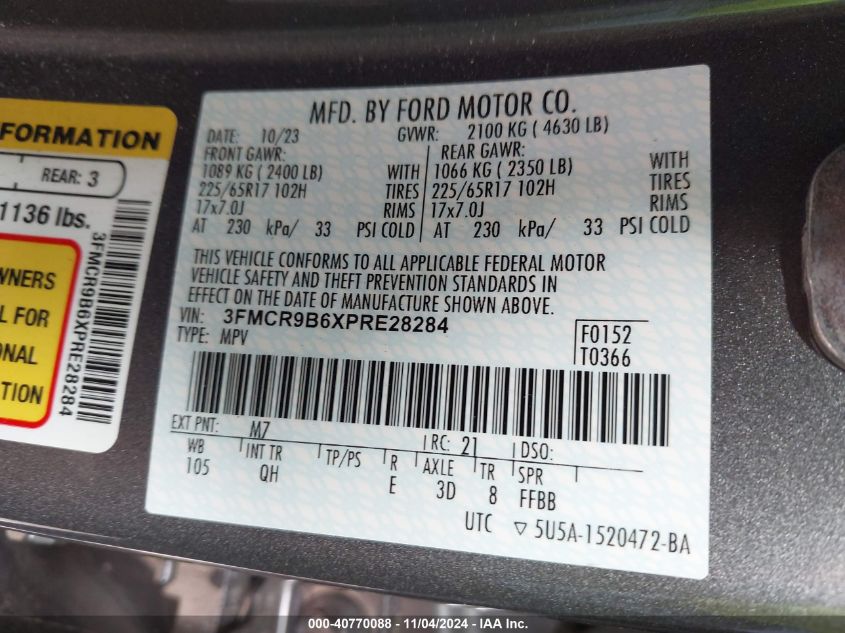 FORMATION
REAR: 3
1136 lbs.
WNERS
L FOR
ONAL
TION
3FMCR9B6XPRE28284
MFD. BY FORD MOTOR CO.
DATE: 10/23 GVWR: 2100 KG ( 4630 LB)
FRONT GAWR: REAR GAWR:
1089 KG ( 2400 LB) WITH 1066 KG ( 2350 LB) WITH
225/65R17 102H TIRES 225/65R17 102H TIRES
17x7.0J RIMS 17x7.0J RIMS
AT 230 kPa/ 33 PSI COLD AT 230 kPa/ 33 PSI COLD
THIS VEHICLE CONFORMS TO ALL APPLICABLE FEDERAL MOTOR
VEHICLE SAFETY AND THEFT PREVENTION STANDARDS IN
EFFECT ON THE DATE OF MANUFACTURE SHOWN ABOVE.
VIN: 3FMCR9B6XPRE28284
TYPE: MPV
F0152
T0366
EXT PNT: M7 RC: 21 DSO:
WB INT TR TP/PS R AXLE TR SPR
105 QH E 3D 8 FFBB
UTC ▽ 5U5A-1520472-BA
000-40770088 - 11/04/2024 - IAA Inc.